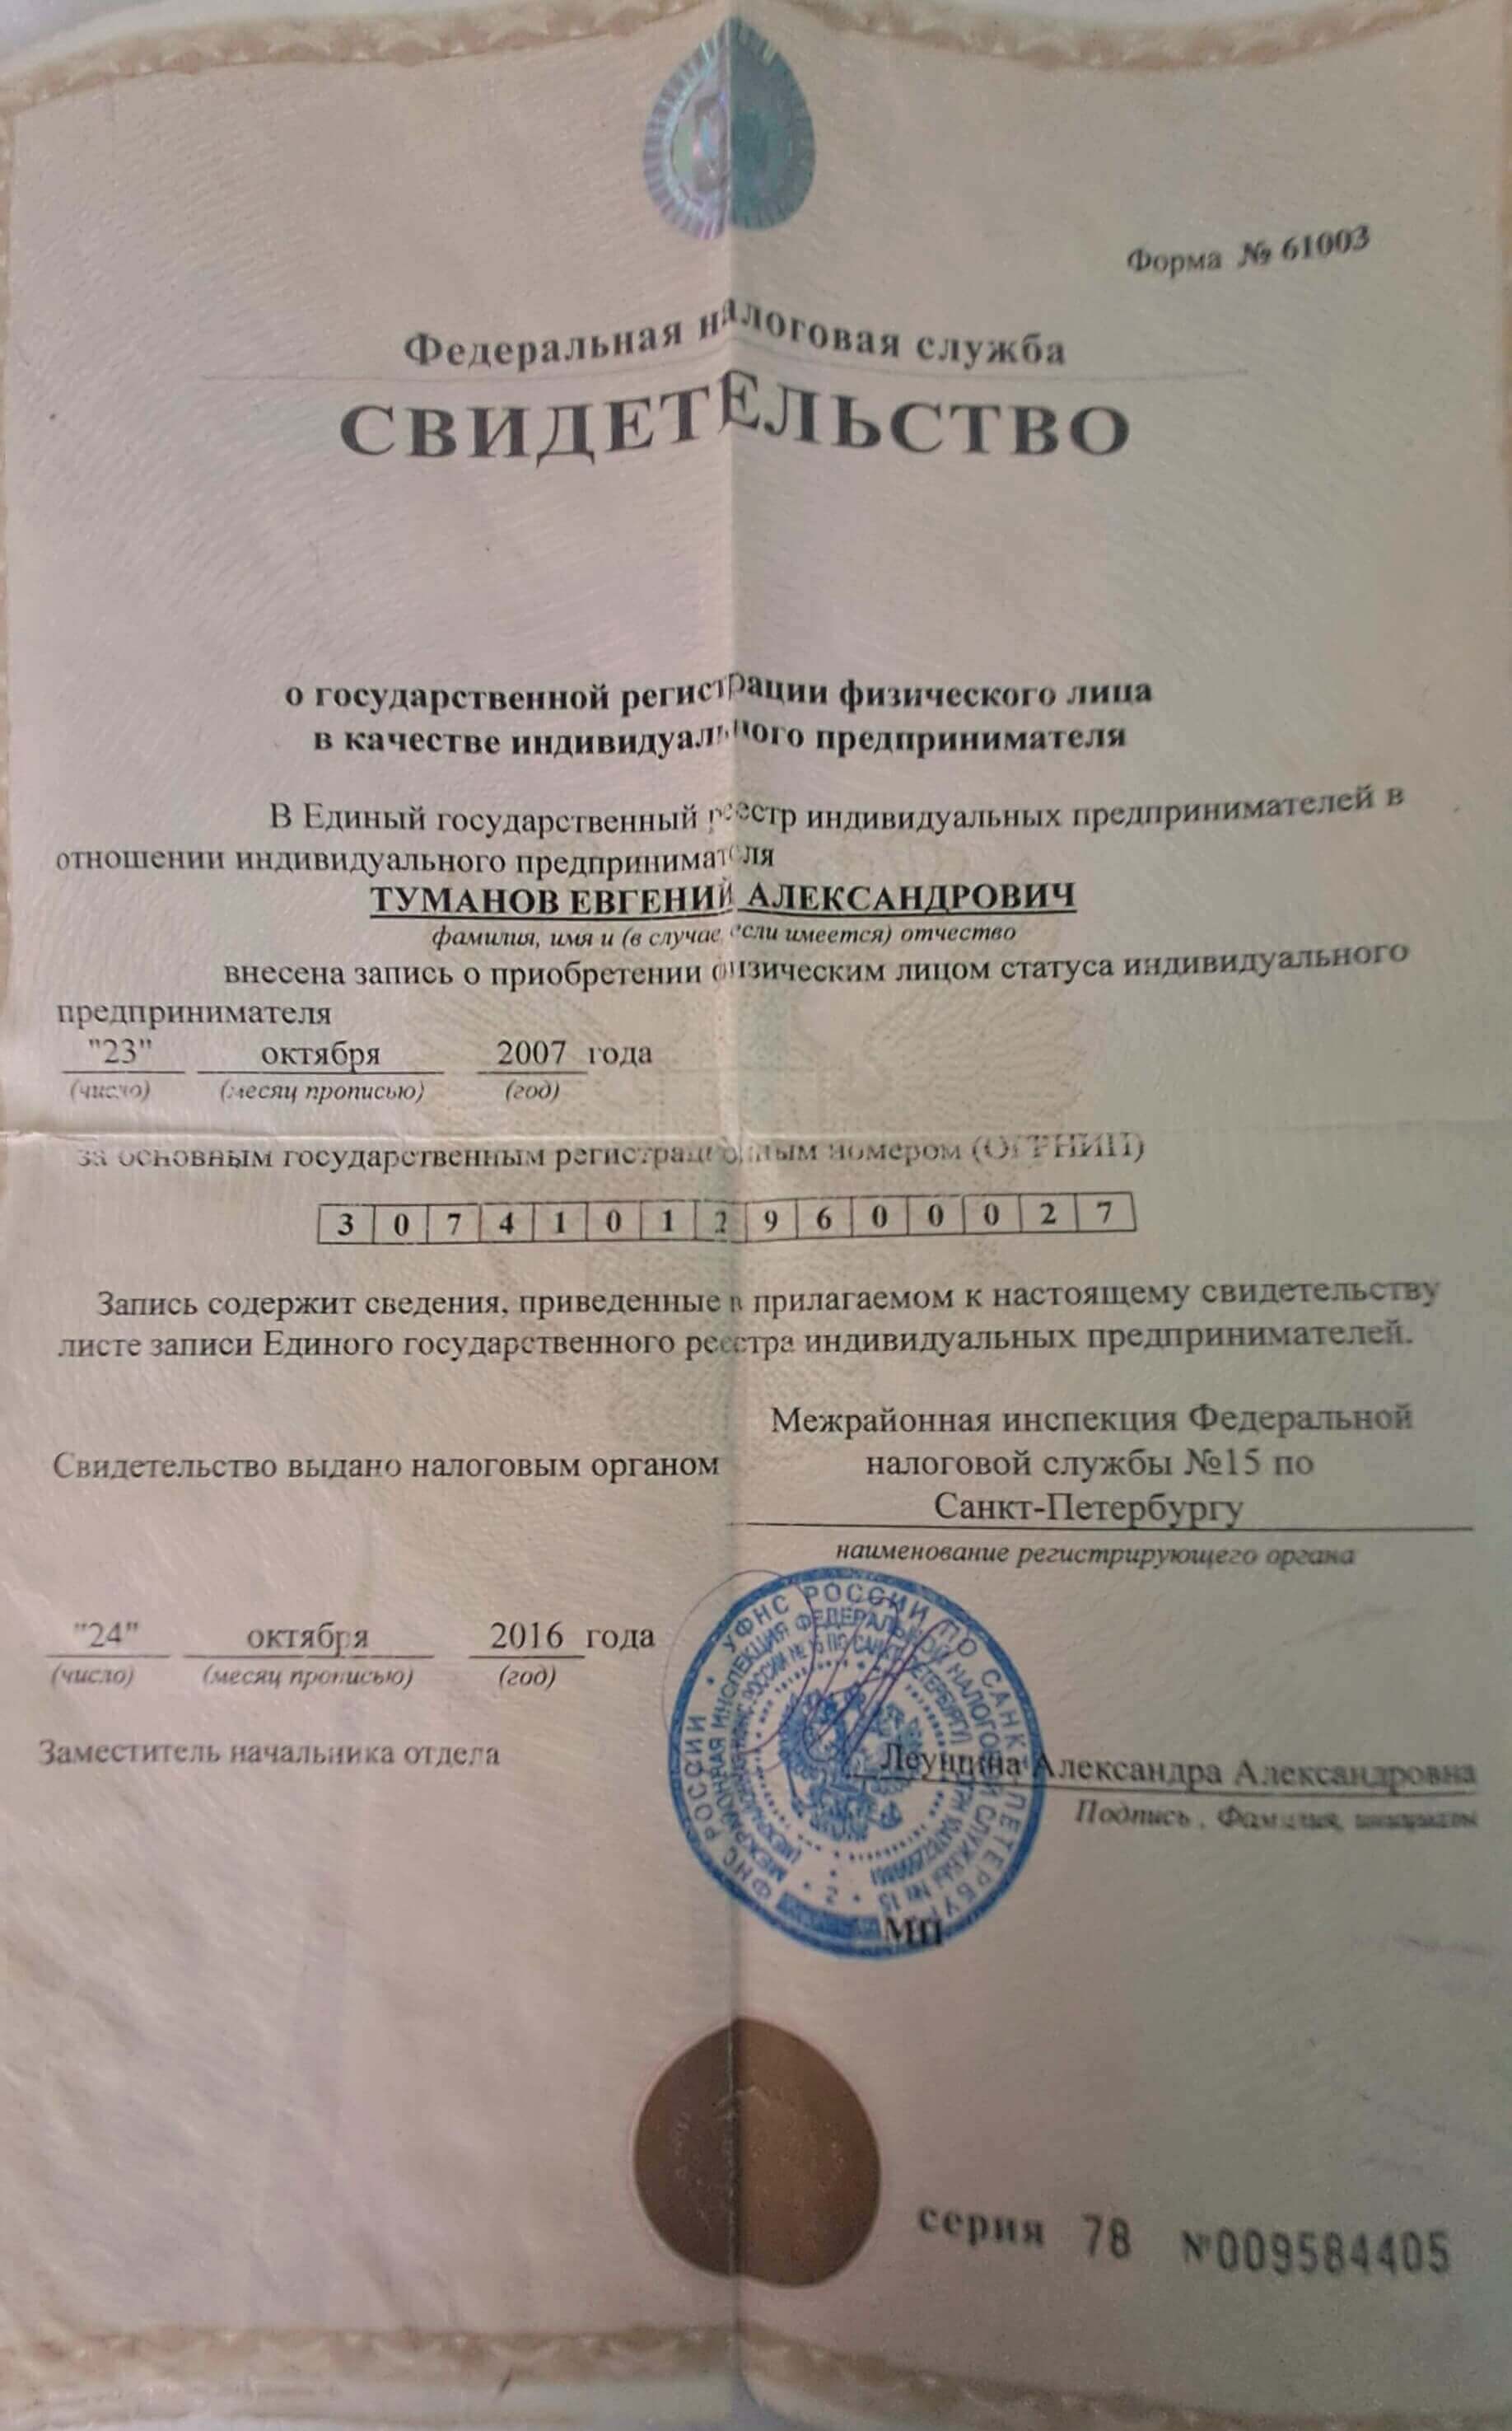 Форма № 61003
Федеральная налоговая служба
СВИДЕТЕЛЬСТВО
о государственной регистрации физического лица
в качестве индивидуального предпринимателя
В Единый государственный реестр индивидуальных предпринимателей в
отношении индивидуального предпринимателя
ТУМАНОВ ЕВГЕНИЙ АЛЕКСАНДРОВИЧ
фамилия, имя и (в случае, если имеется) отчество
внесена запись о приобретении физическим лицом статуса индивидуального
предпринимателя
"23" октября 2007 года
(число) (месяц прописью) (год)
за основным государственным регистрационным номером (ОГРНИП)
3 0 7 4 1 0 1 2 9 6 0 0 0 2 7
Запись содержит сведения, приведенные в прилагаемом к настоящему свидетельству
листе записи Единого государственного реестра индивидуальных предпринимателей.
Свидетельство выдано налоговым органом
Межрайонная инспекция Федеральной
налоговой службы №15 по
Санкт-Петербургу
наименование регистрирующего органа
"24" октября 2016 года
(число) (месяц прописью) (год)
Заместитель начальника отдела
Александра Александровна
Подпись , Фамилия, инициалы
УФНС РОССИИ ПО САНКТ-ПЕТЕРБУ
ФНС РОССИИ
МЕЖРАЙОННАЯ ИНСПЕКЦИЯ ФЕДЕРАЛЬНОЙ НАЛОГОВОЙ СЛУЖБЫ № 15
МП
серия 78 №009584405